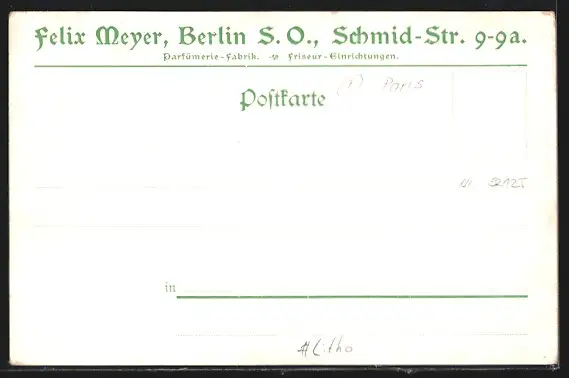 Felix Meyer, Berlin S. O., Schmid-Str. 9-9a.
Parfümerie-Fabrik. Friseur-Einrichtungen.
Postkarte
Paris
in
# Litho